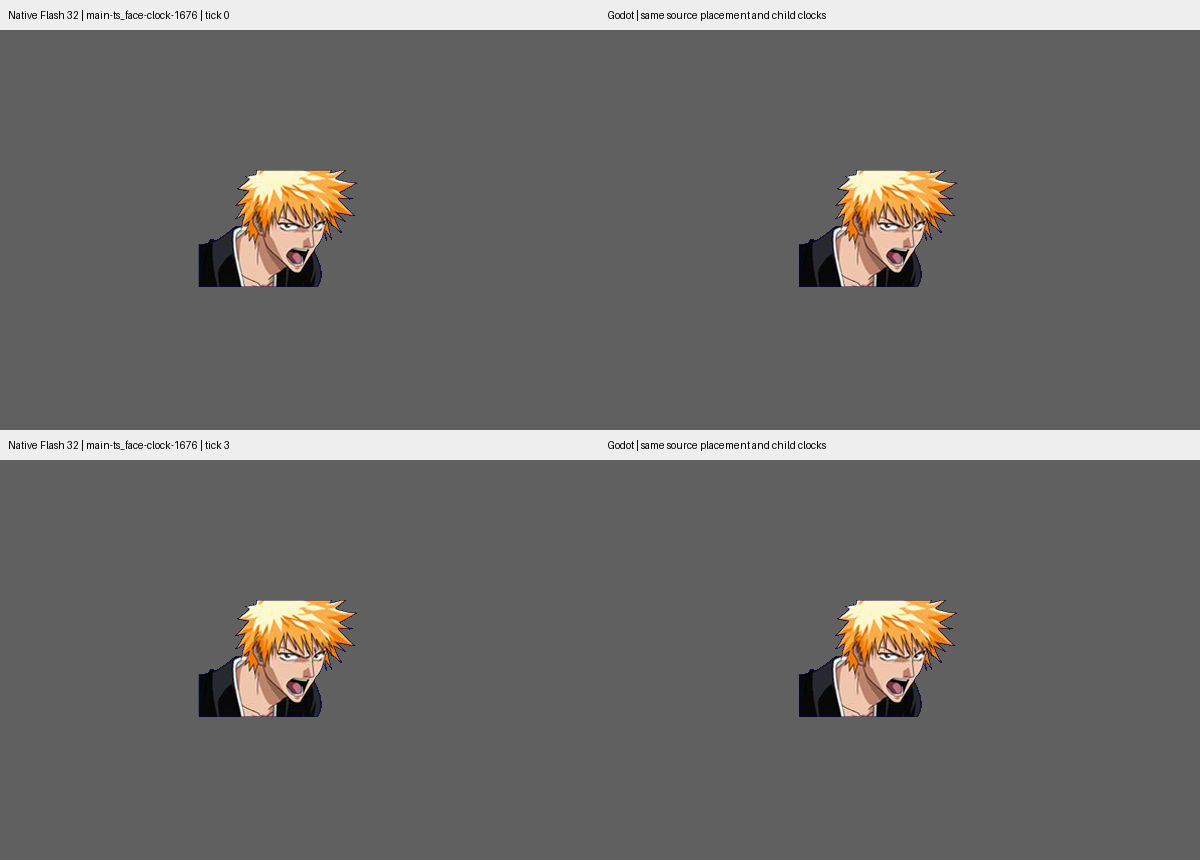 Native Flash 32 | main-ts_face-clock-1676 | tick 0
Godot | same source placement and child clocks
Native Flash 32 | main-ts_face-clock-1676 | tick 3
Godot | same source placement and child clocks